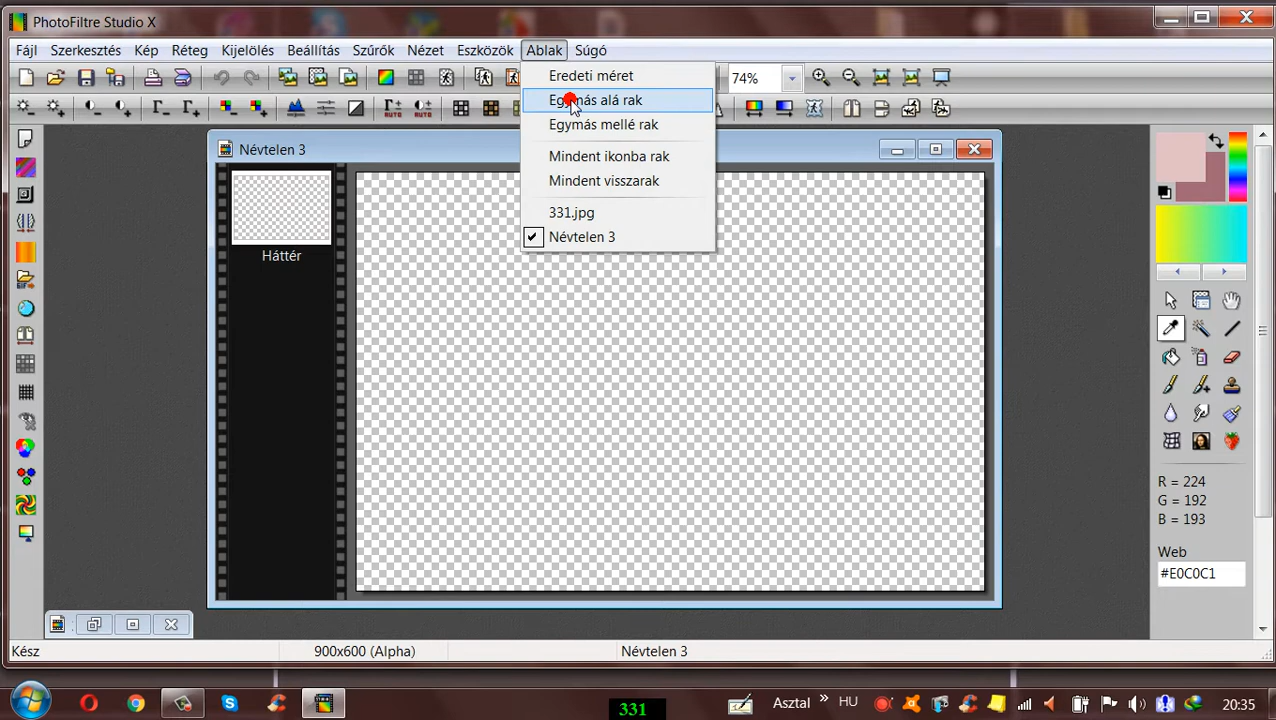 PhotoFiltre Studio X
Fájl Szerkesztés Kép Réteg Kijelölés Beállítás Szűrők Nézet Eszközök Ablak Súgó
74%
Eredeti méret
Egymás alá rak
Egymás mellé rak
Mindent ikonba rak
Mindent visszarak
331.jpg
Névtelen 3
Névtelen 3
Háttér
R = 224
G = 192
B = 193
Web
#E0C0C1
Kész 900x600 (Alpha) Névtelen 3
331 Asztal » HU 20:35